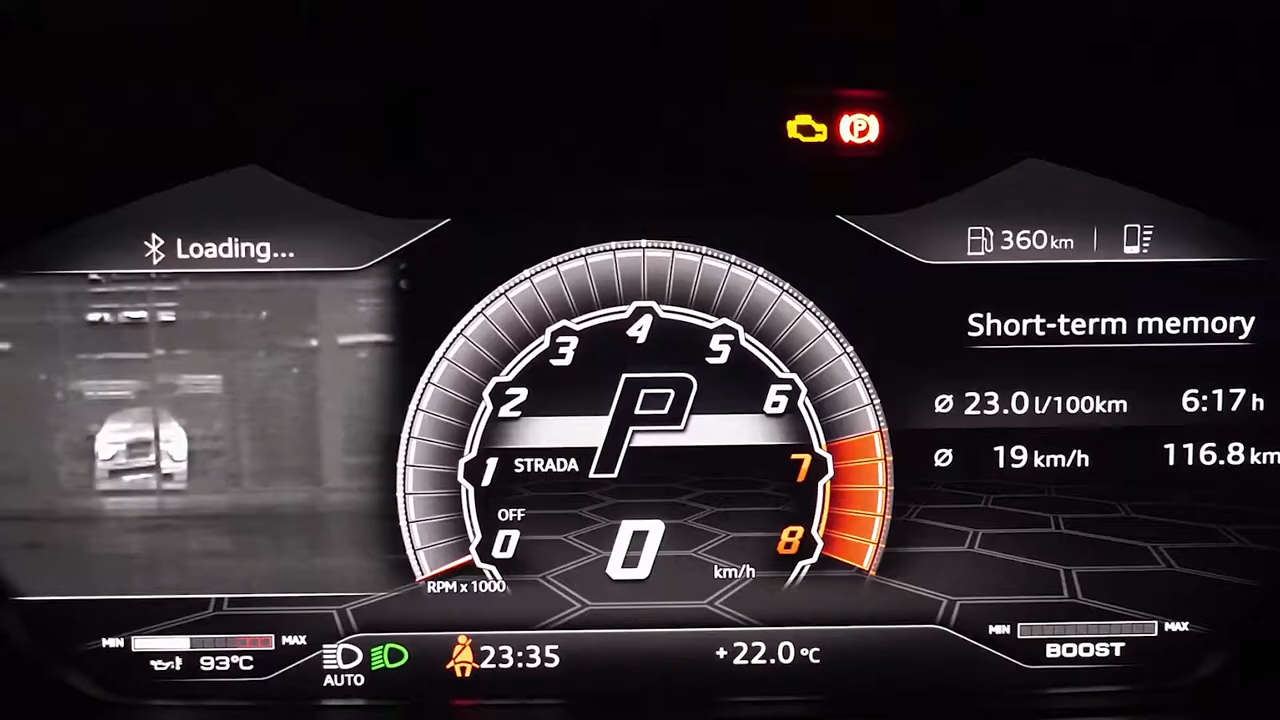 P
Loading...
360 km
Short-term memory
ø 23.0 l/100km 6:17 h
ø 19 km/h 116.8 km
4
3
5
2
6
P
1
STRADA
7
OFF
0
8
0
km/h
RPM x 1000
MIN
MAX
93°C
AUTO
23:35
+22.0 °C
MIN
MAX
BOOST